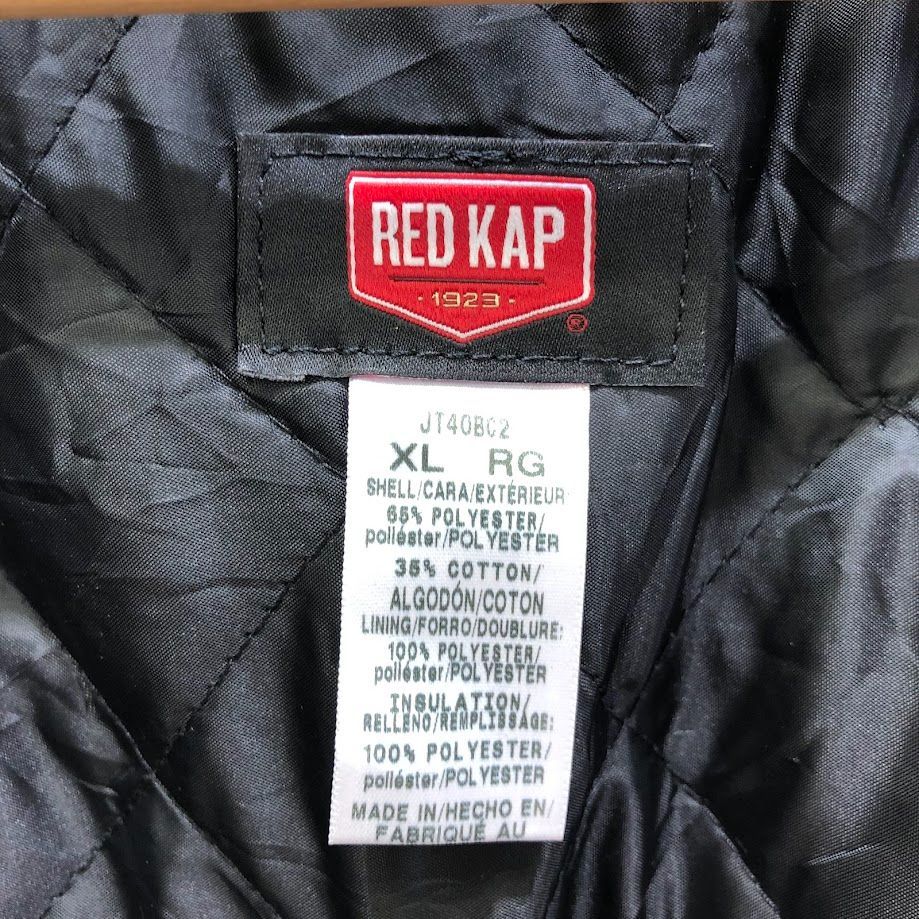 RED KAP
· 1923 ·
®
JT40BC2
XL RG
SHELL/CARA/EXTÉRIEUR
65% POLYESTER/
poliéster/POLYESTER
35% COTTON/
ALGODÓN/COTON
LINING/FORRO/DOUBLURE:
100% POLYESTER/
poliéster/POLYESTER
INSULATION/
RELLENO/REMPLISSAGE:
100% POLYESTER/
poliéster/POLYESTER
MADE IN/HECHO EN/
FABRIQUÉ AU